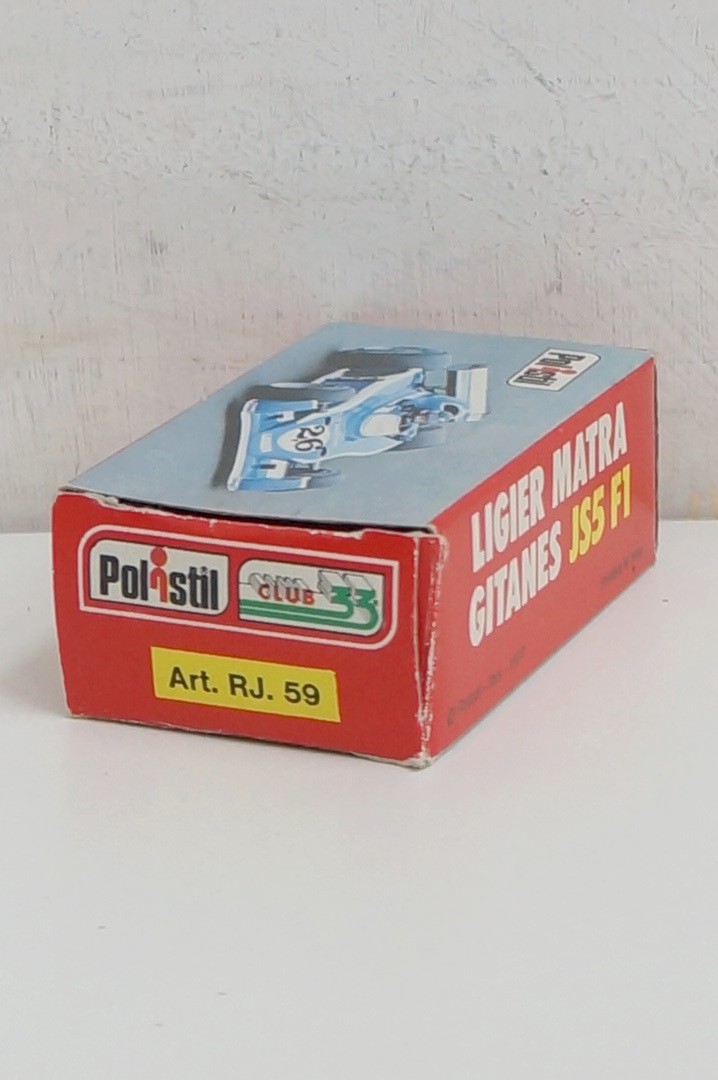 Polistil
26
LIGIER MATRA
GITANES JS5 F1
Polistil
CLUB 33
Art. RJ. 59